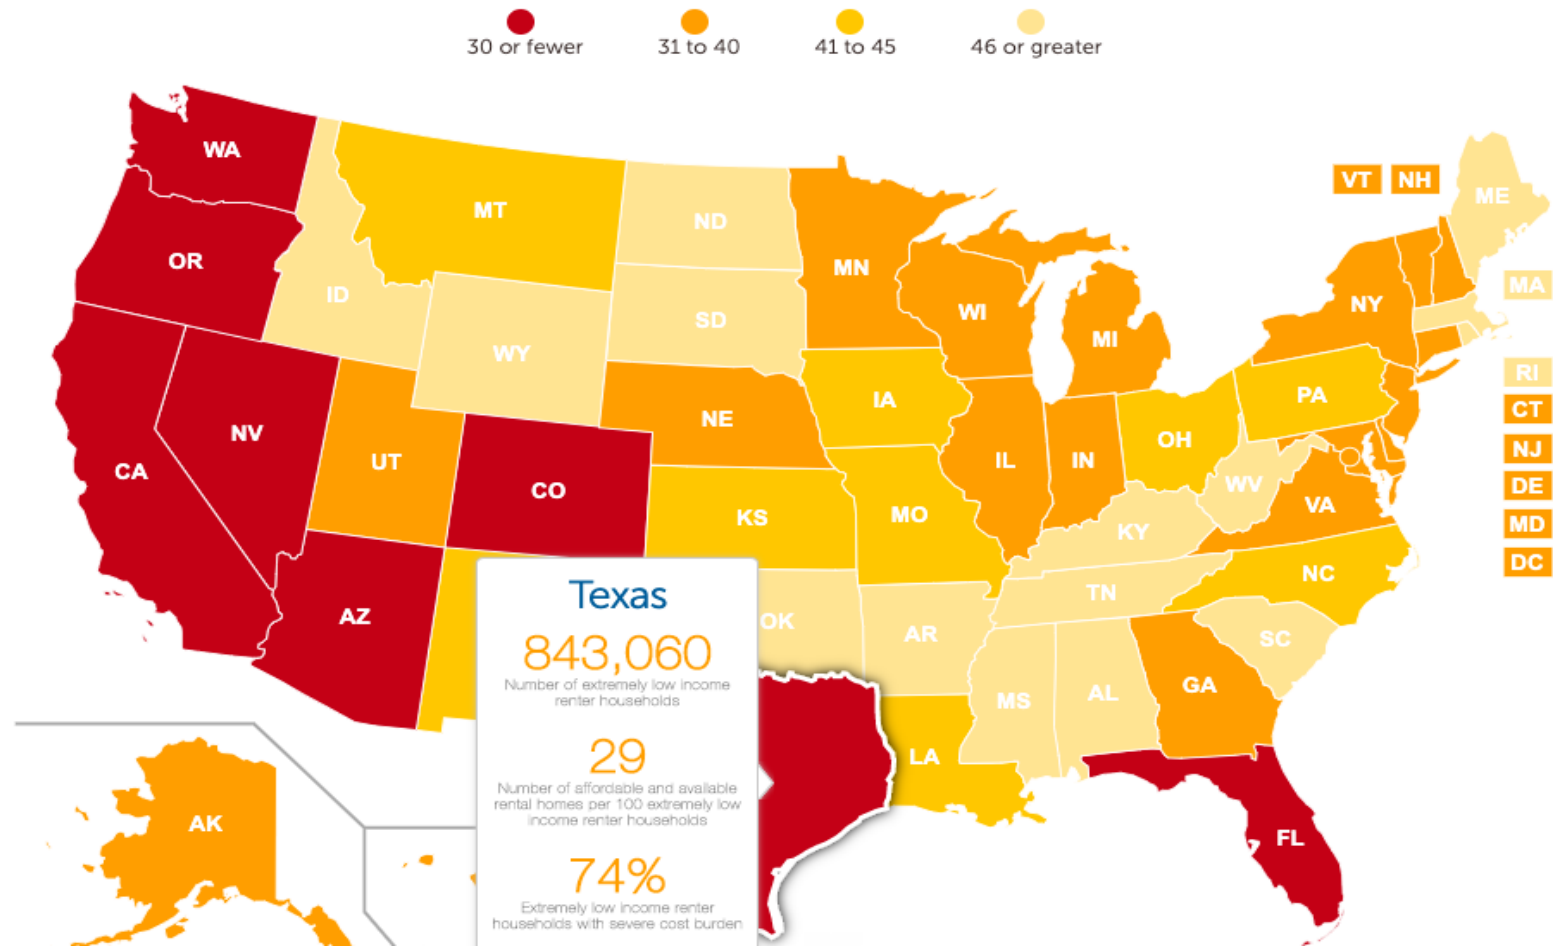 30 or fewer
31 to 40
41 to 45
46 or greater
WA
OR
CA
NV
ID
MT
WY
UT
CO
AZ
ND
SD
NE
KS
OK
MN
IA
MO
AR
LA
WI
IL
MI
IN
OH
KY
TN
MS
AL
GA
FL
SC
NC
VA
WV
PA
NY
VT
NH
ME
MA
RI
CT
NJ
DE
MD
DC
AK
Texas
843,060
Number of extremely low income
renter households
29
Number of affordable and available
rental homes per 100 extremely low
income renter households
74%
Extremely low income renter
households with severe cost burden